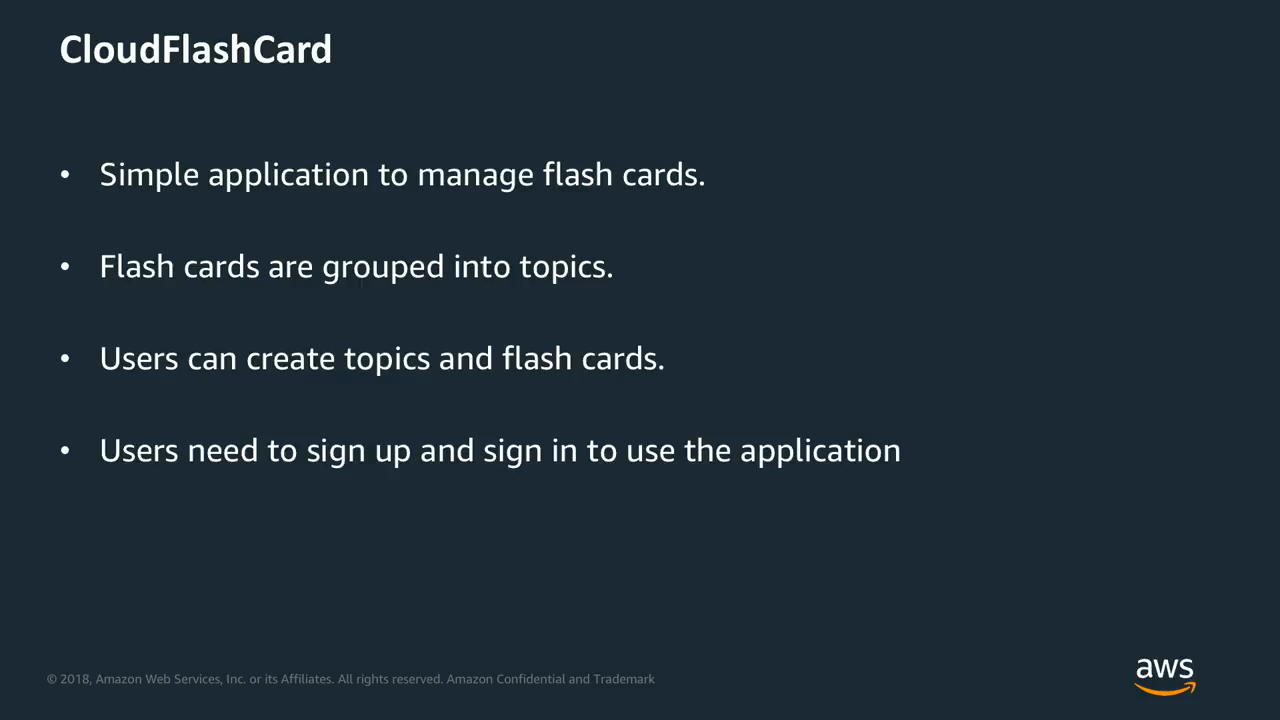 CloudFlashCard
• Simple application to manage flash cards.
• Flash cards are grouped into topics.
• Users can create topics and flash cards.
• Users need to sign up and sign in to use the application
© 2018, Amazon Web Services, Inc. or its Affiliates. All rights reserved. Amazon Confidential and Trademark
aws